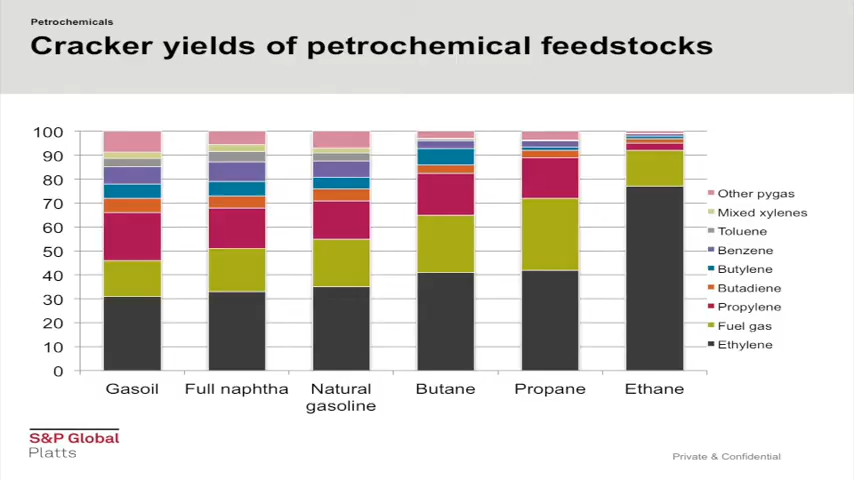 Petrochemicals
Cracker yields of petrochemical feedstocks
100
90
80
70
60
50
40
30
20
10
0
Gasoil
Full naphtha
Natural
gasoline
Butane
Propane
Ethane
Other pygas
Mixed xylenes
Toluene
Benzene
Butylene
Butadiene
Propylene
Fuel gas
Ethylene
S&P Global
Platts
Private & Confidential